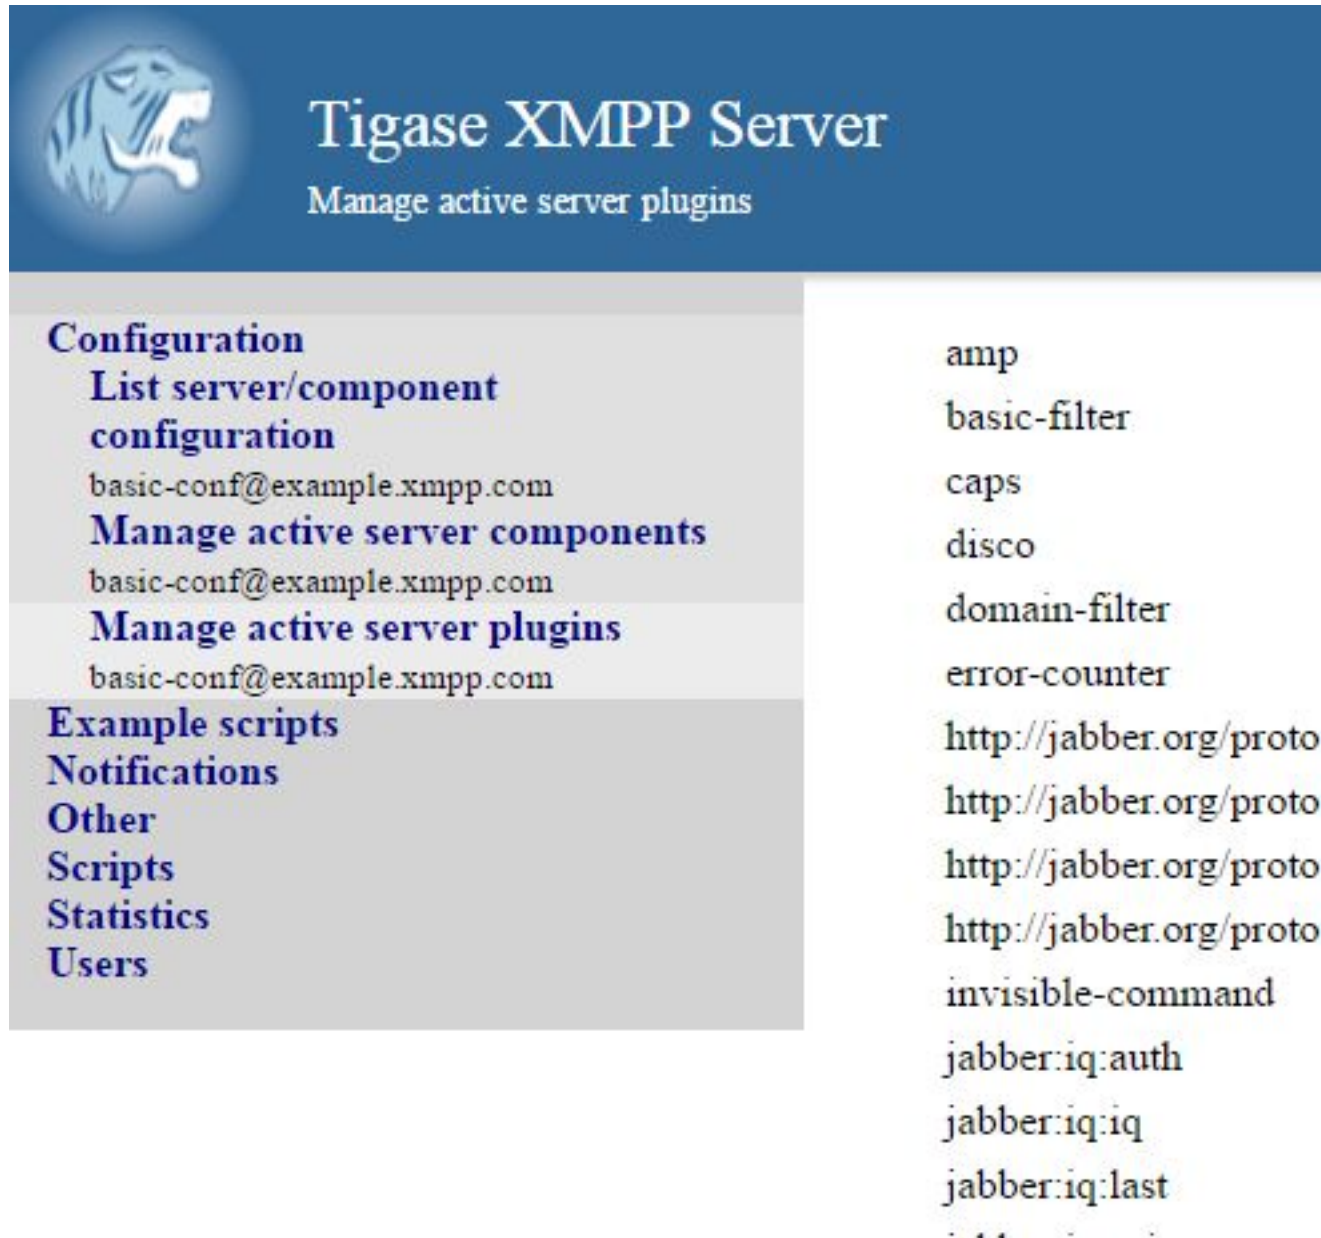 Tigase XMPP Server
Manage active server plugins
Configuration
List server/component
configuration
basic-conf@example.xmpp.com
Manage active server components
basic-conf@example.xmpp.com
Manage active server plugins
basic-conf@example.xmpp.com
Example scripts
Notifications
Other
Scripts
Statistics
Users
amp
basic-filter
caps
disco
domain-filter
error-counter
http://jabber.org/proto
http://jabber.org/proto
http://jabber.org/proto
http://jabber.org/proto
invisible-command
jabber:iq:auth
jabber:iq:iq
jabber:iq:last